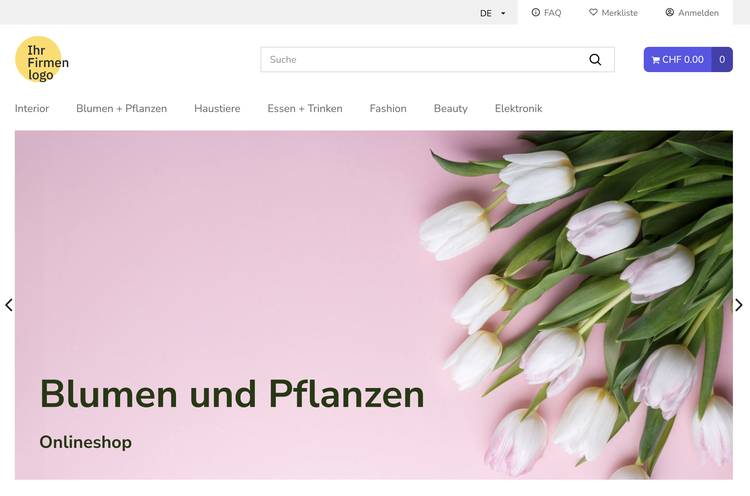 DE FAQ Merkliste Anmelden
Ihr
Firmen
logo
Suche
CHF 0.00 0
Interior Blumen + Pflanzen Haustiere Essen + Trinken Fashion Beauty Elektronik
Blumen und Pflanzen
Onlineshop